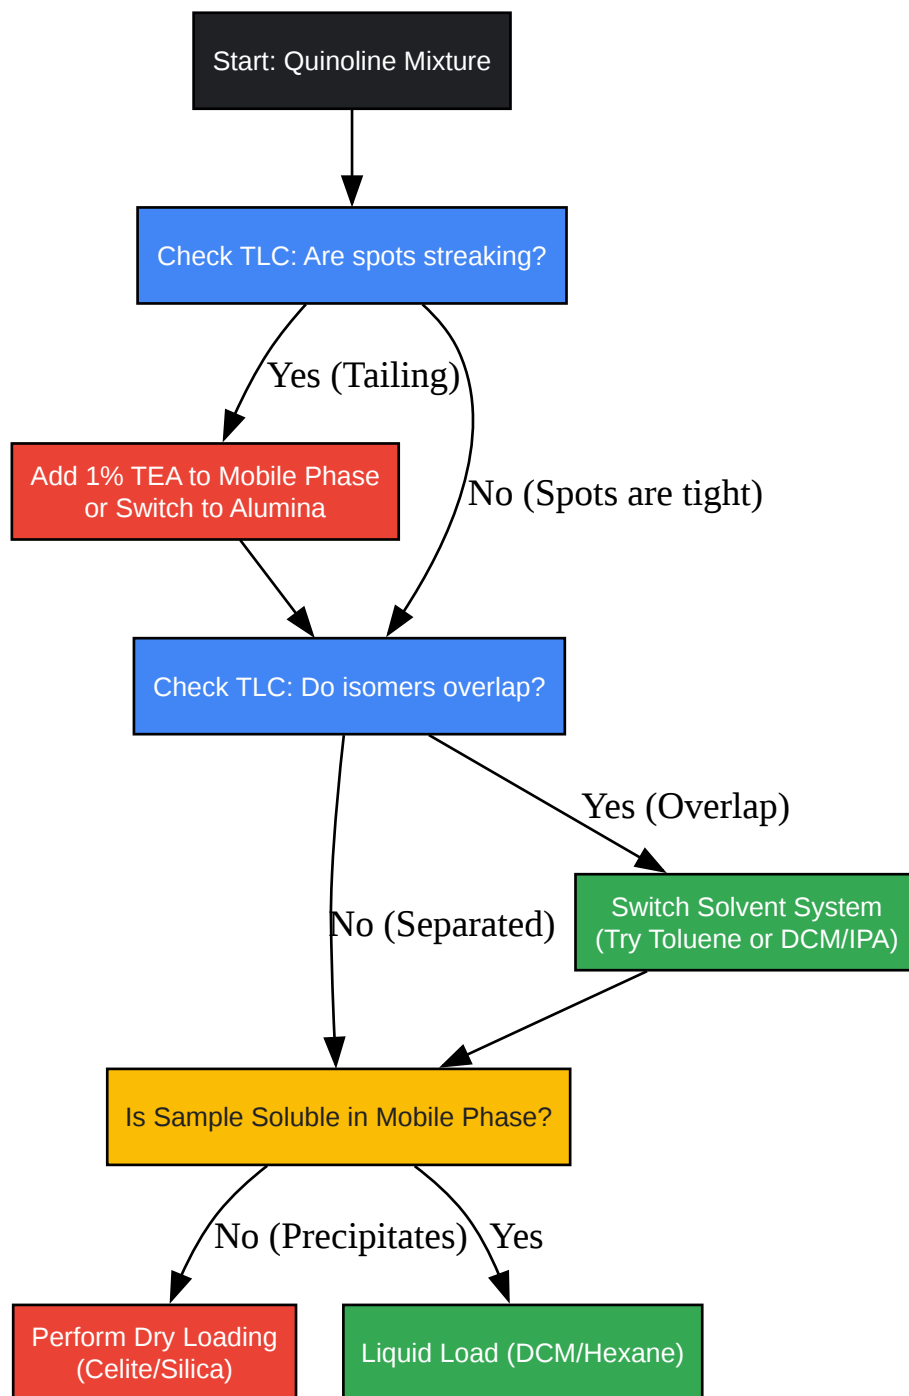 Start: Quinoline Mixture
Check TLC: Are spots streaking?
Yes (Tailing)
Add 1% TEA to Mobile Phase
or Switch to Alumina
No (Spots are tight)
Check TLC: Do isomers overlap?
Yes (Overlap)
Switch Solvent System
(Try Toluene or DCM/IPA)
No (Separated)
Is Sample Soluble in Mobile Phase?
No (Precipitates)
Yes
Perform Dry Loading
(Celite/Silica)
Liquid Load (DCM/Hexane)